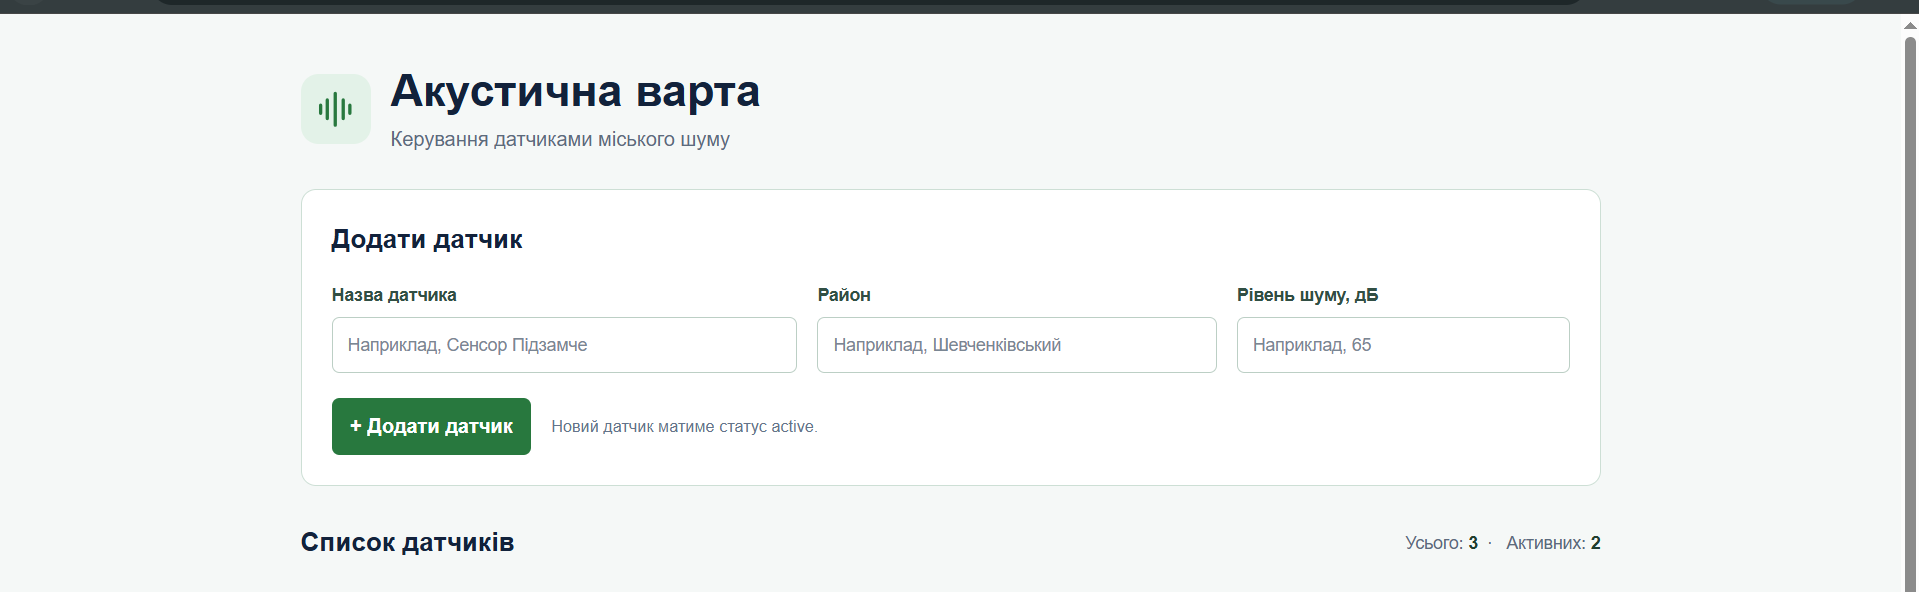 Акустична варта
Керування датчиками міського шуму
Додати датчик
Назва датчика
Район
Рівень шуму, дБ
Наприклад, Сенсор Підзамче
Наприклад, Шевченківський
Наприклад, 65
+ Додати датчик
Новий датчик матиме статус active.
Список датчиків
Усього: 3 · Активних: 2